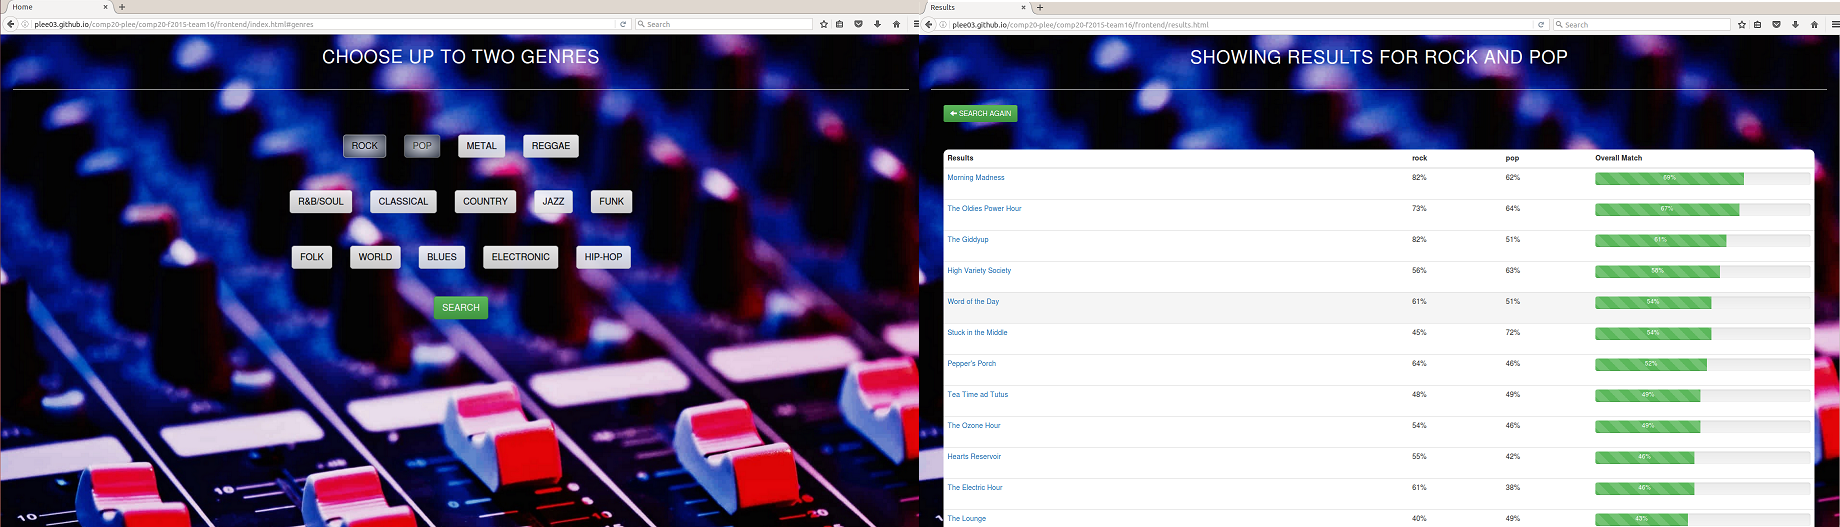 Home
plee03.github.io/comp20-plee/comp20-f2015-team16/frontend/index.html#genres
Search
CHOOSE UP TO TWO GENRES
ROCK POP METAL REGGAE
R&B/SOUL CLASSICAL COUNTRY JAZZ FUNK
FOLK WORLD BLUES ELECTRONIC HIP-HOP
SEARCH
Results
plee03.github.io/comp20-plee/comp20-f2015-team16/frontend/results.html
Search
SHOWING RESULTS FOR ROCK AND POP
SEARCH AGAIN
Results rock pop Overall Match
Morning Madness 82% 62% 69%
The Oldies Power Hour 73% 64% 67%
The Giddyup 82% 51% 61%
High Variety Society 56% 63% 58%
Word of the Day 61% 51% 54%
Stuck in the Middle 45% 72% 54%
Pepper's Porch 64% 46% 52%
Tea Time ad Tutus 48% 49% 49%
The Ozone Hour 54% 46% 49%
Hearts Reservoir 55% 42% 46%
The Electric Hour 61% 38% 46%
The Lounge 40% 49% 43%